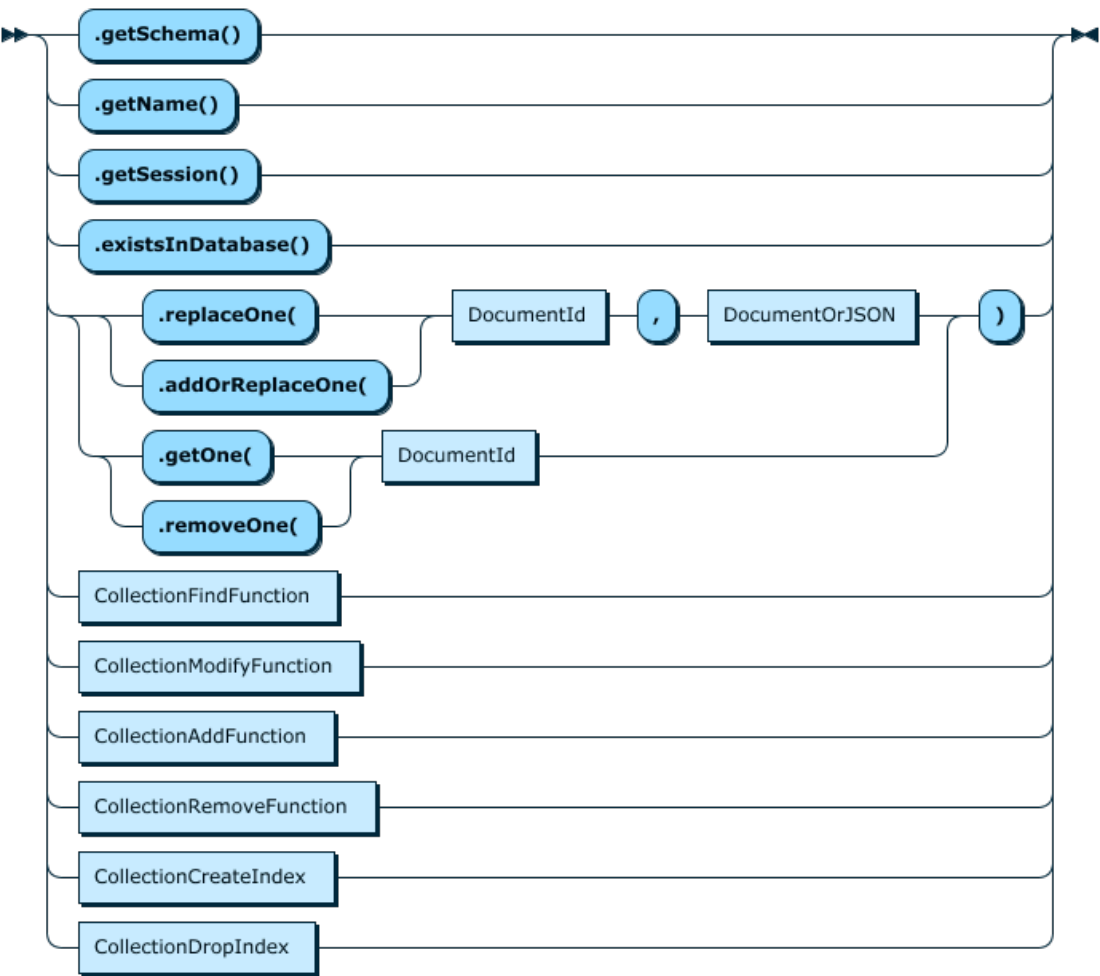 .getSchema()
.getName()
.getSession()
.existsInDatabase()
.replaceOne( DocumentId , DocumentOrJSON )
.addOrReplaceOne(
.getOne( DocumentId
.removeOne(
CollectionFindFunction
CollectionModifyFunction
CollectionAddFunction
CollectionRemoveFunction
CollectionCreateIndex
CollectionDropIndex